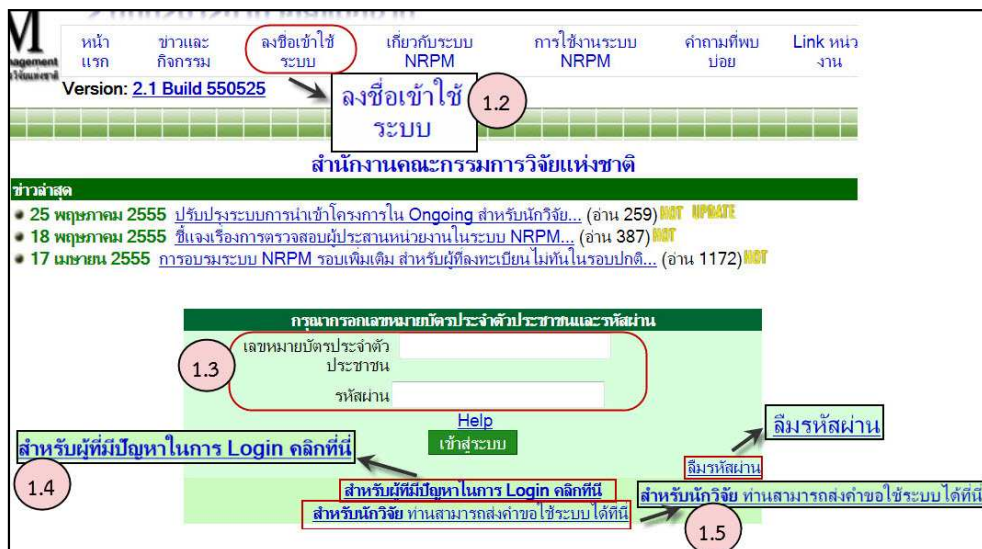 M
หน้า
แรก
ข่าวและ
กิจกรรม
ลงชื่อเข้าใช้
ระบบ
เกี่ยวกับระบบ
NRPM
การใช้งานระบบ
NRPM
คำถามที่พบ
บ่อย
Link หน่ว
งาน
nagement
วิจัยแห่งชาติ
Version: 2.1 Build 550525
ลงชื่อเข้าใช้
ระบบ
1.2
สำนักงานคณะกรรมการวิจัยแห่งชาติ
ข่าวล่าสุด
25 พฤษภาคม 2555 ปรับปรุงระบบการนำเข้าโครงการใน Ongoing สำหรับนักวิจัย... (อ่าน 259) HOT UPDATE
18 พฤษภาคม 2555 ชี้แจงเรื่องการตรวจสอบผู้ประสานหน่วยงานในระบบ NRPM... (อ่าน 387) HOT
17 เมษายน 2555 การอบรมระบบ NRPM รอบเพิ่มเติม สำหรับผู้ที่ลงทะเบียนไม่ทันในรอบปกติ... (อ่าน 1172) HOT
กรุณากรอกเลขหมายบัตรประจำตัวประชาชนและรหัสผ่าน
1.3
เลขหมายบัตรประจำตัว
ประชาชน
รหัสผ่าน
Help
เข้าสู่ระบบ
ลืมรหัสผ่าน
สำหรับผู้ที่มีปัญหาในการ Login คลิกที่นี่
1.4
ลืมรหัสผ่าน
สำหรับผู้ที่มีปัญหาในการ Login คลิกที่นี่
สำหรับนักวิจัย ท่านสามารถส่งคำขอใช้ระบบได้ที่นี่
สำหรับนักวิจัย ท่านสามารถส่งคำขอใช้ระบบได้ที่นี่
1.5